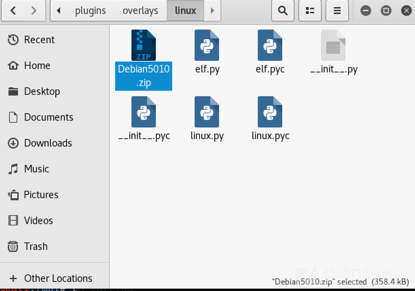 plugins overlays linux
Recent
Home
Desktop
Documents
Downloads
Music
Pictures
Videos
Trash
Other Locations
ZIP
Debian5010
.zip
elf.py
elf.pyc
__init__.py
__init__.pyc
linux.py
linux.pyc
"Debian5010.zip" selected (358.4 kB)